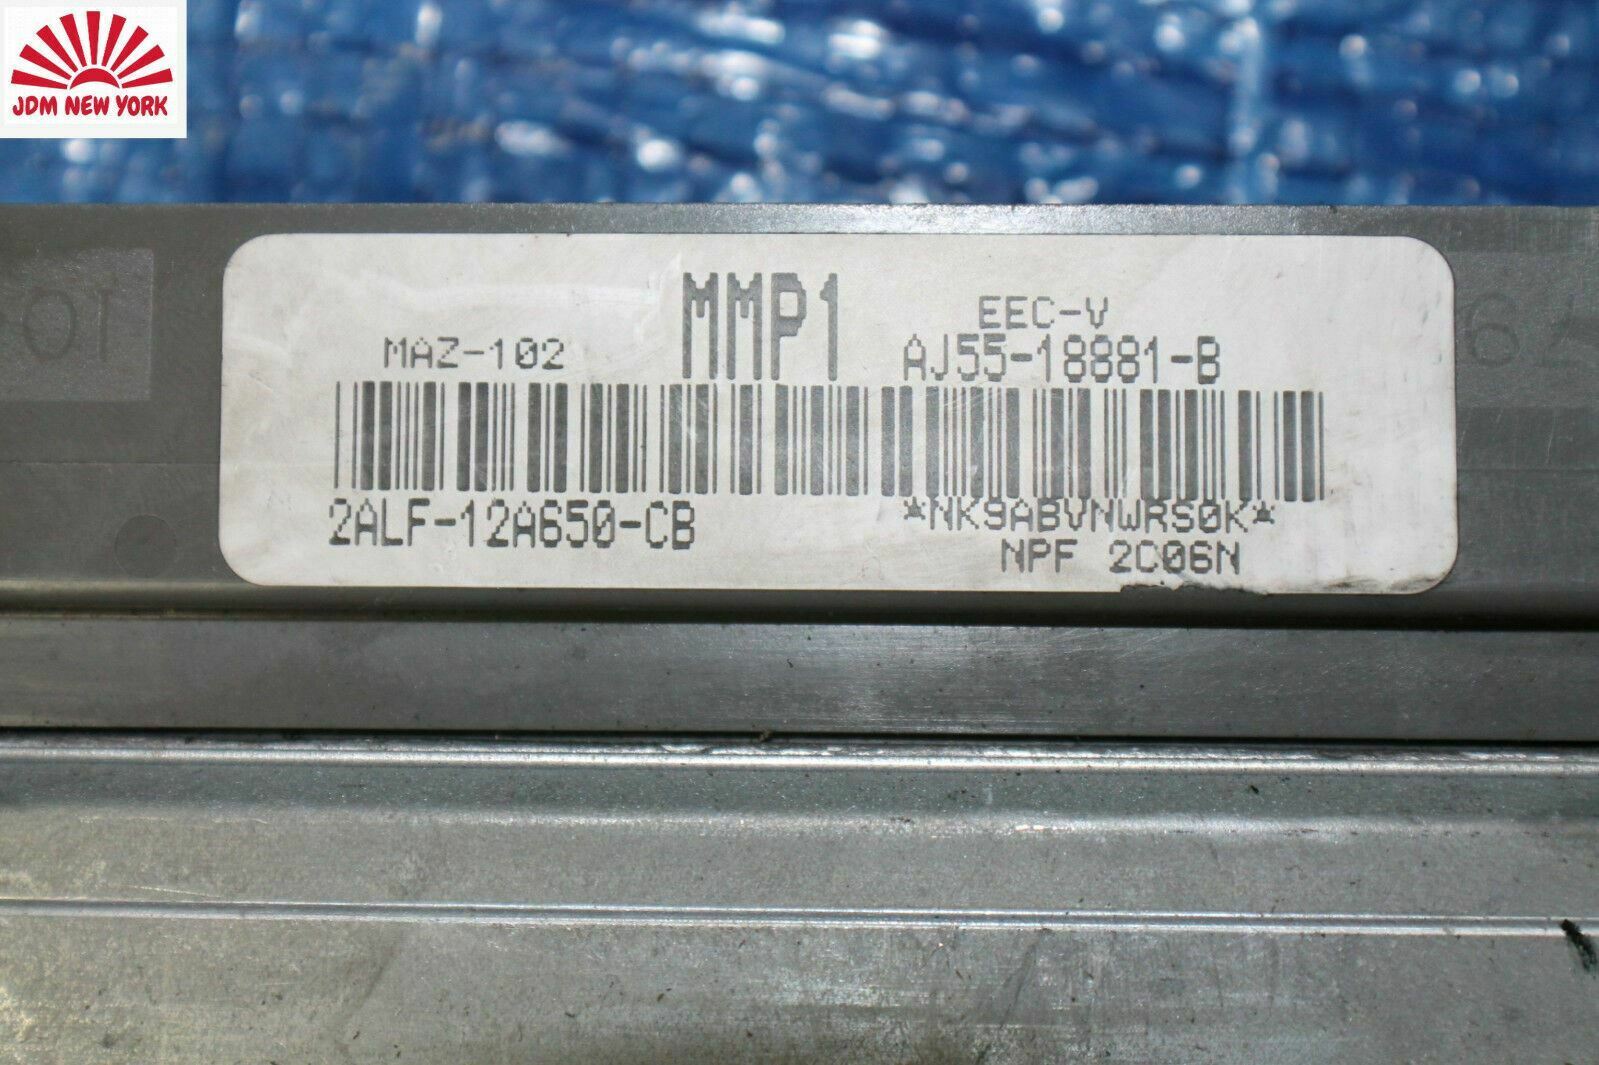 JDM NEW YORK
MMP1
EEC-V
MAZ-102
AJ55-18881-B
2ALF-12A650-CB
*NK9ABVNWRS0K*
NPF 2C06N